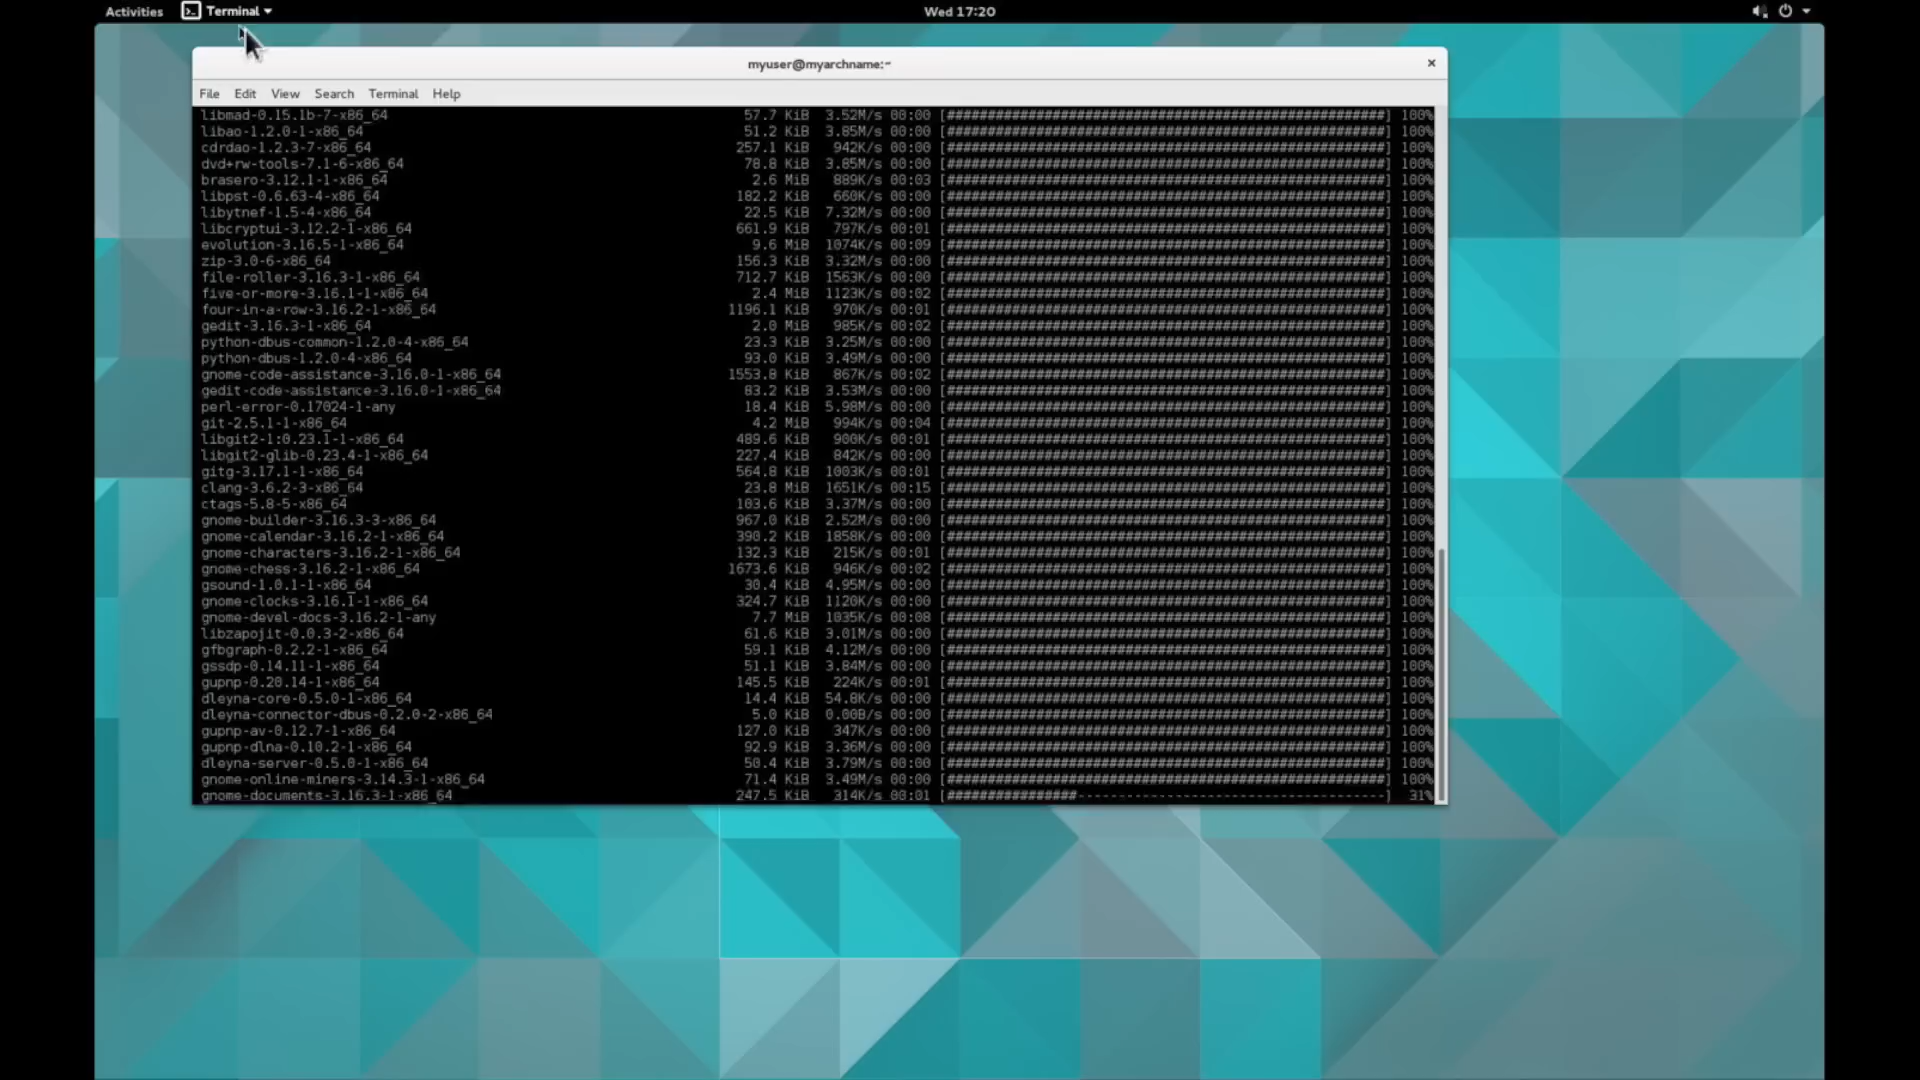 Activities Terminal Wed 17:20
myuser@myarchname:~
File Edit View Search Terminal Help
libmad-0.15.1b-7-x86_64 57.7 KiB 3.52M/s 00:00 [######################################################] 100%
libao-1.2.0-1-x86_64 51.2 KiB 3.85M/s 00:00 [######################################################] 100%
cdrdao-1.2.3-7-x86_64 257.1 KiB 942K/s 00:00 [######################################################] 100%
dvd+rw-tools-7.1-6-x86_64 78.8 KiB 3.85M/s 00:00 [######################################################] 100%
brasero-3.12.1-1-x86_64 2.6 MiB 889K/s 00:03 [######################################################] 100%
libpst-0.6.63-4-x86_64 182.2 KiB 660K/s 00:00 [######################################################] 100%
libytnef-1.5-4-x86_64 22.5 KiB 7.32M/s 00:00 [######################################################] 100%
libcryptui-3.12.2-1-x86_64 661.9 KiB 797K/s 00:01 [######################################################] 100%
evolution-3.16.5-1-x86_64 9.6 MiB 1074K/s 00:09 [######################################################] 100%
zip-3.0-6-x86_64 156.3 KiB 3.32M/s 00:00 [######################################################] 100%
file-roller-3.16.3-1-x86_64 712.7 KiB 1563K/s 00:00 [######################################################] 100%
five-or-more-3.16.1-1-x86_64 2.4 MiB 1123K/s 00:02 [######################################################] 100%
four-in-a-row-3.16.2-1-x86_64 1196.1 KiB 970K/s 00:01 [######################################################] 100%
gedit-3.16.3-1-x86_64 2.0 MiB 985K/s 00:02 [######################################################] 100%
python-dbus-common-1.2.0-4-x86_64 23.3 KiB 3.25M/s 00:00 [######################################################] 100%
python-dbus-1.2.0-4-x86_64 93.0 KiB 3.49M/s 00:00 [######################################################] 100%
gnome-code-assistance-3.16.0-1-x86_64 1553.8 KiB 867K/s 00:02 [######################################################] 100%
gedit-code-assistance-3.16.0-1-x86_64 83.2 KiB 3.53M/s 00:00 [######################################################] 100%
perl-error-0.17024-1-any 18.4 KiB 5.98M/s 00:00 [######################################################] 100%
git-2.5.1-1-x86_64 4.2 MiB 994K/s 00:04 [######################################################] 100%
libgit2-1:0.23.1-1-x86_64 489.6 KiB 900K/s 00:01 [######################################################] 100%
libgit2-glib-0.23.4-1-x86_64 227.4 KiB 842K/s 00:00 [######################################################] 100%
gitg-3.17.1-1-x86_64 564.8 KiB 1003K/s 00:01 [######################################################] 100%
clang-3.6.2-3-x86_64 23.8 MiB 1651K/s 00:15 [######################################################] 100%
ctags-5.8-5-x86_64 103.6 KiB 3.37M/s 00:00 [######################################################] 100%
gnome-builder-3.16.3-3-x86_64 967.0 KiB 2.52M/s 00:00 [######################################################] 100%
gnome-calendar-3.16.2-1-x86_64 390.2 KiB 1858K/s 00:00 [######################################################] 100%
gnome-characters-3.16.2-1-x86_64 132.3 KiB 215K/s 00:01 [######################################################] 100%
gnome-chess-3.16.2-1-x86_64 1673.6 KiB 946K/s 00:02 [######################################################] 100%
gsound-1.0.1-1-x86_64 30.4 KiB 4.95M/s 00:00 [######################################################] 100%
gnome-clocks-3.16.1-1-x86_64 324.7 KiB 1120K/s 00:00 [######################################################] 100%
gnome-devel-docs-3.16.2-1-any 7.7 MiB 1035K/s 00:08 [######################################################] 100%
libzapojit-0.0.3-2-x86_64 61.6 KiB 3.01M/s 00:00 [######################################################] 100%
gfbgraph-0.2.2-1-x86_64 59.1 KiB 4.12M/s 00:00 [######################################################] 100%
gssdp-0.14.11-1-x86_64 51.1 KiB 3.84M/s 00:00 [######################################################] 100%
gupnp-0.20.14-1-x86_64 145.5 KiB 224K/s 00:01 [######################################################] 100%
dleyna-core-0.5.0-1-x86_64 14.4 KiB 54.8K/s 00:00 [######################################################] 100%
dleyna-connector-dbus-0.2.0-2-x86_64 5.0 KiB 0.00B/s 00:00 [######################################################] 100%
gupnp-av-0.12.7-1-x86_64 127.0 KiB 347K/s 00:00 [######################################################] 100%
gupnp-dlna-0.10.2-1-x86_64 92.9 KiB 3.36M/s 00:00 [######################################################] 100%
dleyna-server-0.5.0-1-x86_64 50.4 KiB 3.79M/s 00:00 [######################################################] 100%
gnome-online-miners-3.14.3-1-x86_64 71.4 KiB 3.49M/s 00:00 [######################################################] 100%
gnome-documents-3.16.3-1-x86_64 247.5 KiB 314K/s 00:01 [################--------------------------------------] 31%